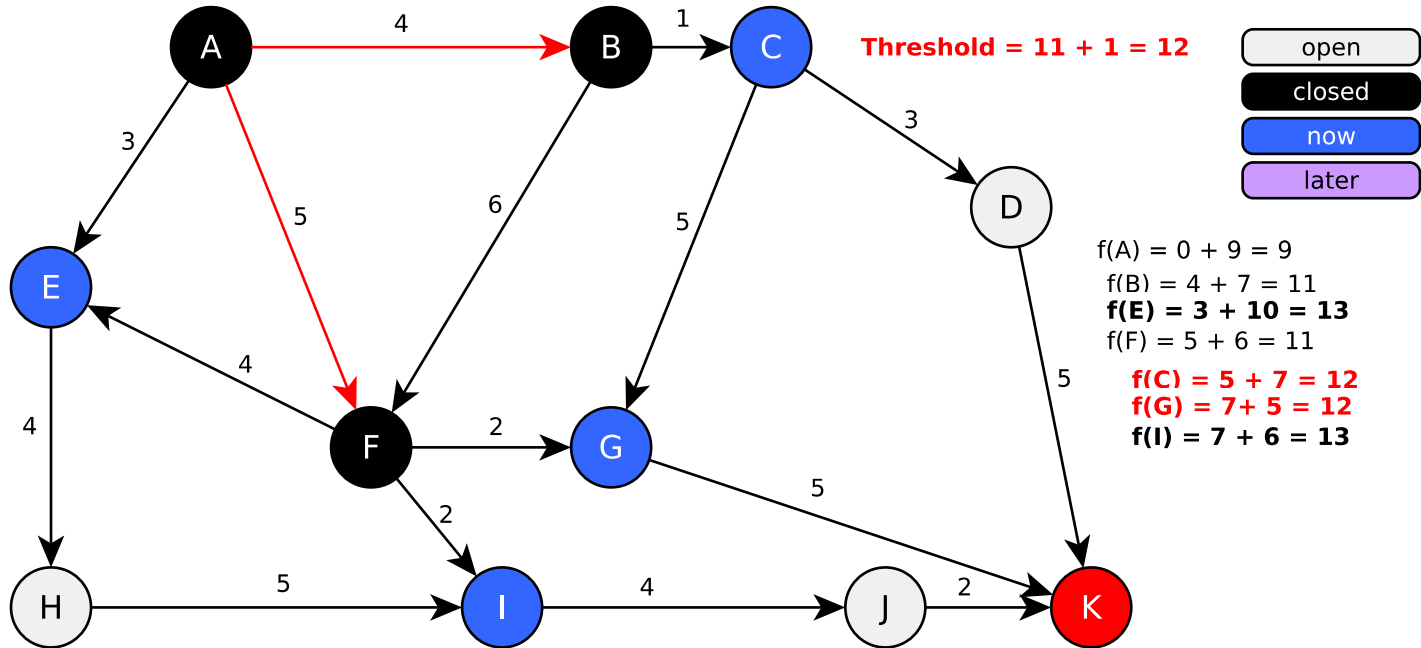 A
4
B
1
C
Threshold = 11 + 1 = 12
open
closed
now
later
3
5
6
5
3
D
E
f(A) = 0 + 9 = 9
f(B) = 4 + 7 = 11
f(E) = 3 + 10 = 13
f(F) = 5 + 6 = 11
f(C) = 5 + 7 = 12
f(G) = 7+ 5 = 12
f(I) = 7 + 6 = 13
4
5
4
F
2
G
5
2
H
5
I
4
J
2
K